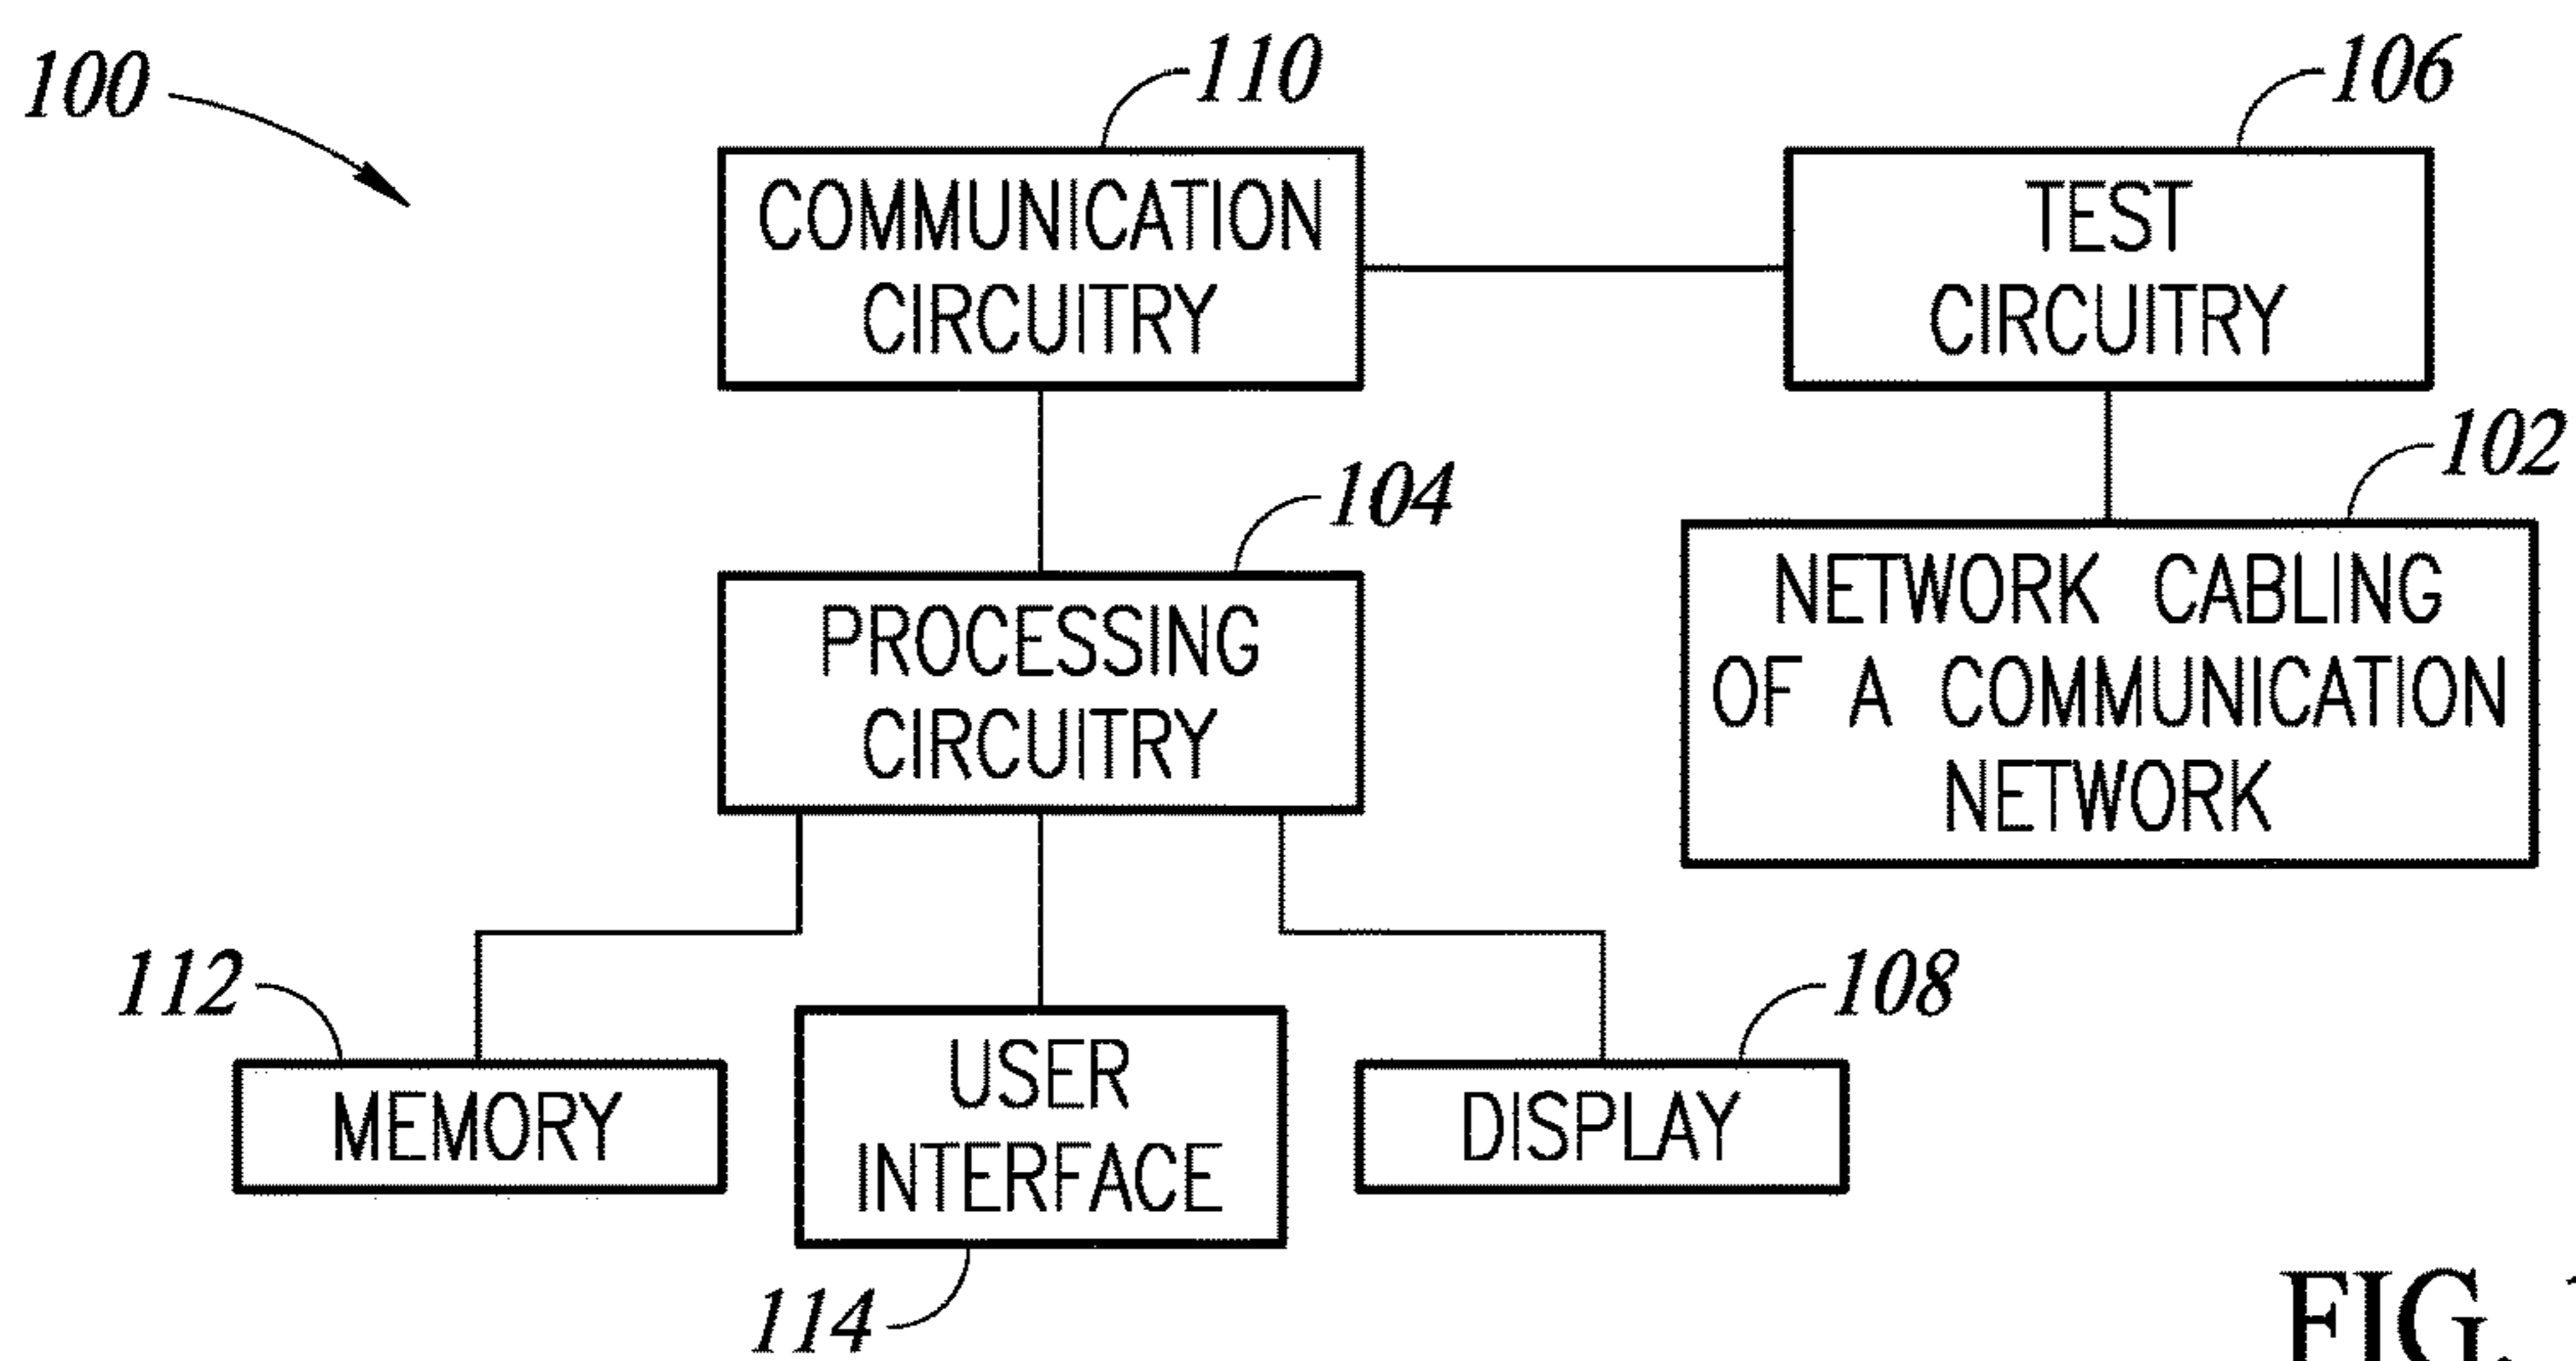 100
110
106
COMMUNICATION
CIRCUITRY
TEST
CIRCUITRY
104
102
PROCESSING
CIRCUITRY
NETWORK CABLING
OF A COMMUNICATION
NETWORK
112
108
MEMORY
USER
INTERFACE
DISPLAY
114
FIG.